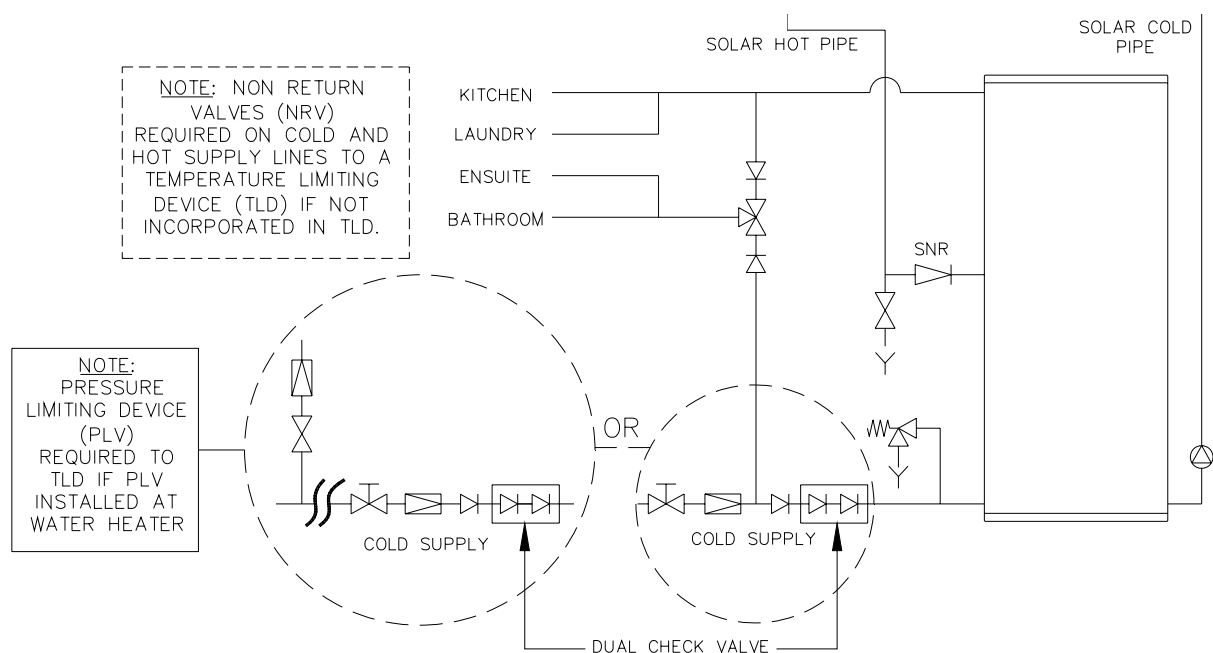 SOLAR HOT PIPE
SOLAR COLD
PIPE
NOTE: NON RETURN
VALVES (NRV)
REQUIRED ON COLD AND
HOT SUPPLY LINES TO A
TEMPERATURE LIMITING
DEVICE (TLD) IF NOT
INCORPORATED IN TLD.
KITCHEN
LAUNDRY
ENSUITE
BATHROOM
SNR
NOTE:
PRESSURE
LIMITING DEVICE
(PLV)
REQUIRED TO
TLD IF PLV
INSTALLED AT
WATER HEATER
OR
COLD SUPPLY
COLD SUPPLY
DUAL CHECK VALVE